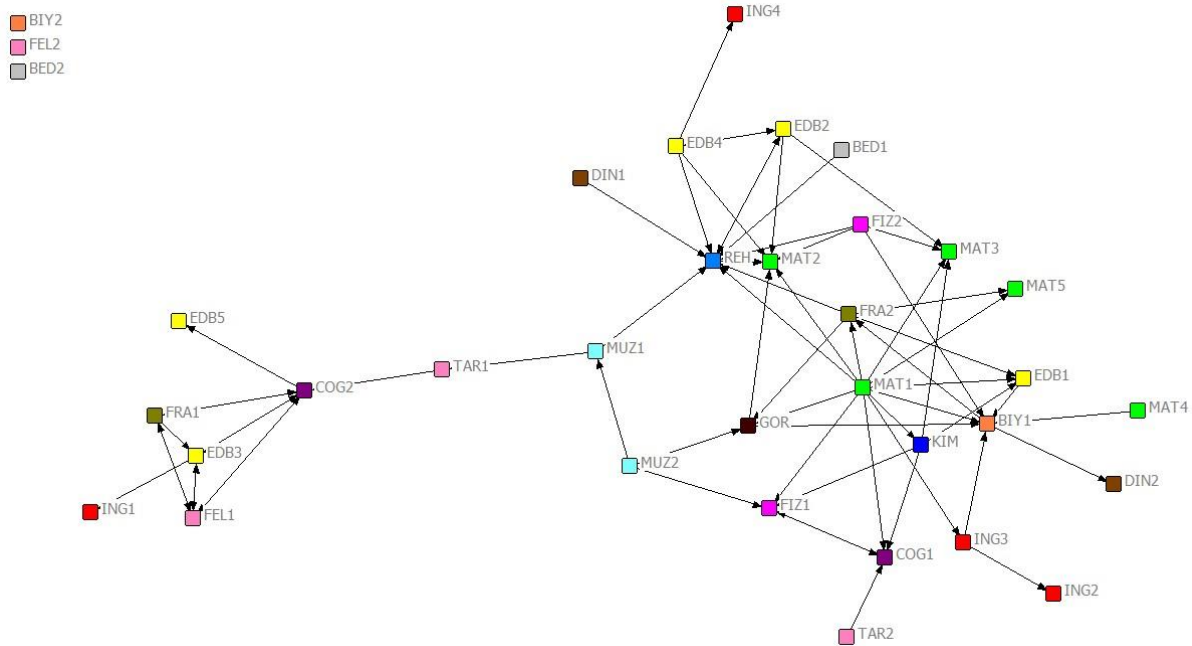 BIY2
FEL2
BED2
ING4
EDB2
EDB4
BED1
DIN1
FIZ2
MAT3
REH
MAT2
MAT5
FRA2
EDB5
MUZ1
TAR1
EDB1
COG2
MAT1
MAT4
FRA1
GOR
BIY1
KIM
EDB3
MUZ2
DIN2
FIZ1
ING1
FEL1
COG1
ING3
ING2
TAR2